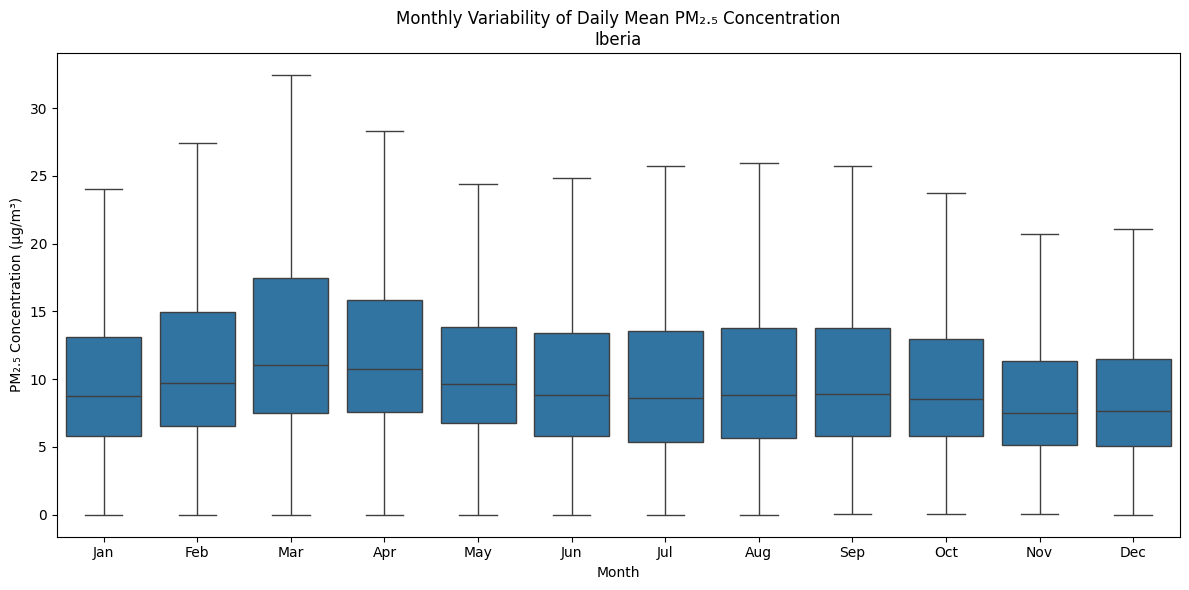 Monthly Variability of Daily Mean PM₂.₅ Concentration
Iberia
PM₂.₅ Concentration (µg/m³)
30
25
20
15
10
5
0
Jan Feb Mar Apr May Jun Jul Aug Sep Oct Nov Dec
Month